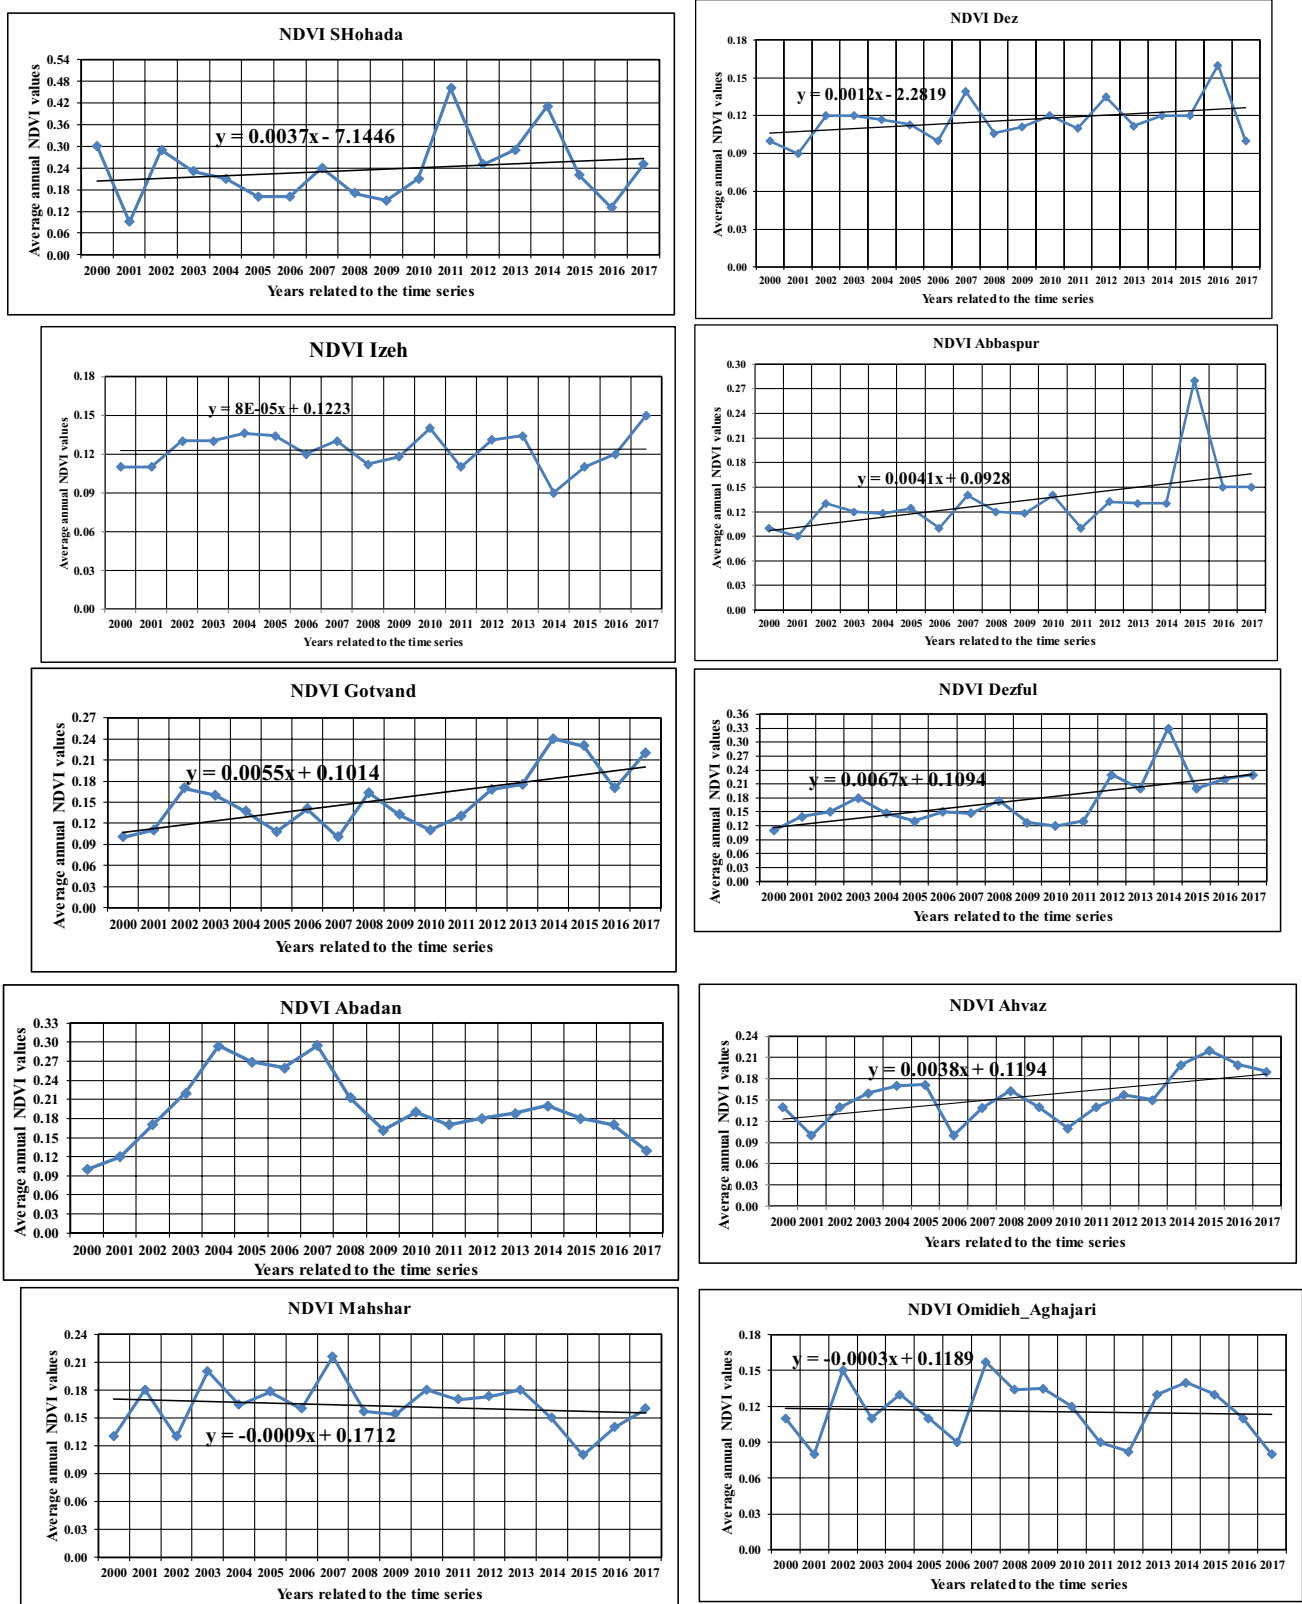 NDVI SHohada
Average annual NDVI values
0.54
0.48
0.42
0.36
0.30
0.24
0.18
0.12
0.06
0.00
y = 0.0037x - 7.1446
2000 2001 2002 2003 2004 2005 2006 2007 2008 2009 2010 2011 2012 2013 2014 2015 2016 2017
Years related to the time series
NDVI Dez
Average annual NDVI values
0.18
0.15
0.12
0.09
0.06
0.03
0.00
y = 0.0012x - 2.2819
2000 2001 2002 2003 2004 2005 2006 2007 2008 2009 2010 2011 2012 2013 2014 2015 2016 2017
Years related to the time series
NDVI Izeh
Average annual NDVI values
0.18
0.15
0.12
0.09
0.06
0.03
0.00
y = 8E-05x + 0.1223
2000 2001 2002 2003 2004 2005 2006 2007 2008 2009 2010 2011 2012 2013 2014 2015 2016 2017
Years related to the time series
NDVI Abbaspur
Average annual NDVI values
0.30
0.27
0.24
0.21
0.18
0.15
0.12
0.09
0.06
0.03
0.00
y = 0.0041x + 0.0928
2000 2001 2002 2003 2004 2005 2006 2007 2008 2009 2010 2011 2012 2013 2014 2015 2016 2017
Years related to the time series
NDVI Gotvand
Average annual NDVI values
0.27
0.24
0.21
0.18
0.15
0.12
0.09
0.06
0.03
0.00
y = 0.0055x + 0.1014
2000 2001 2002 2003 2004 2005 2006 2007 2008 2009 2010 2011 2012 2013 2014 2015 2016 2017
Years related to the time series
NDVI Dezful
Average annual NDVI values
0.36
0.33
0.30
0.27
0.24
0.21
0.18
0.15
0.12
0.09
0.06
0.03
0.00
y = 0.0067x + 0.1094
2000 2001 2002 2003 2004 2005 2006 2007 2008 2009 2010 2011 2012 2013 2014 2015 2016 2017
Years related to the time series
NDVI Abadan
Average annual NDVI values
0.33
0.30
0.27
0.24
0.21
0.18
0.15
0.12
0.09
0.06
0.03
0.00
2000 2001 2002 2003 2004 2005 2006 2007 2008 2009 2010 2011 2012 2013 2014 2015 2016 2017
Years related to the time series
NDVI Ahvaz
Average annual NDVI values
0.24
0.21
0.18
0.15
0.12
0.09
0.06
0.03
0.00
y = 0.0038x + 0.1194
2000 2001 2002 2003 2004 2005 2006 2007 2008 2009 2010 2011 2012 2013 2014 2015 2016 2017
Years related to the time series
NDVI Mahshar
Average annual NDVI values
0.24
0.21
0.18
0.15
0.12
0.09
0.06
0.03
0.00
y = -0.0009x + 0.1712
2000 2001 2002 2003 2004 2005 2006 2007 2008 2009 2010 2011 2012 2013 2014 2015 2016 2017
Years related to the time series
NDVI Omidieh_Aghajari
Average annual NDVI values
0.18
0.15
0.12
0.09
0.06
0.03
0.00
y = -0.0003x + 0.1189
2000 2001 2002 2003 2004 2005 2006 2007 2008 2009 2010 2011 2012 2013 2014 2015 2016 2017
Years related to the time series